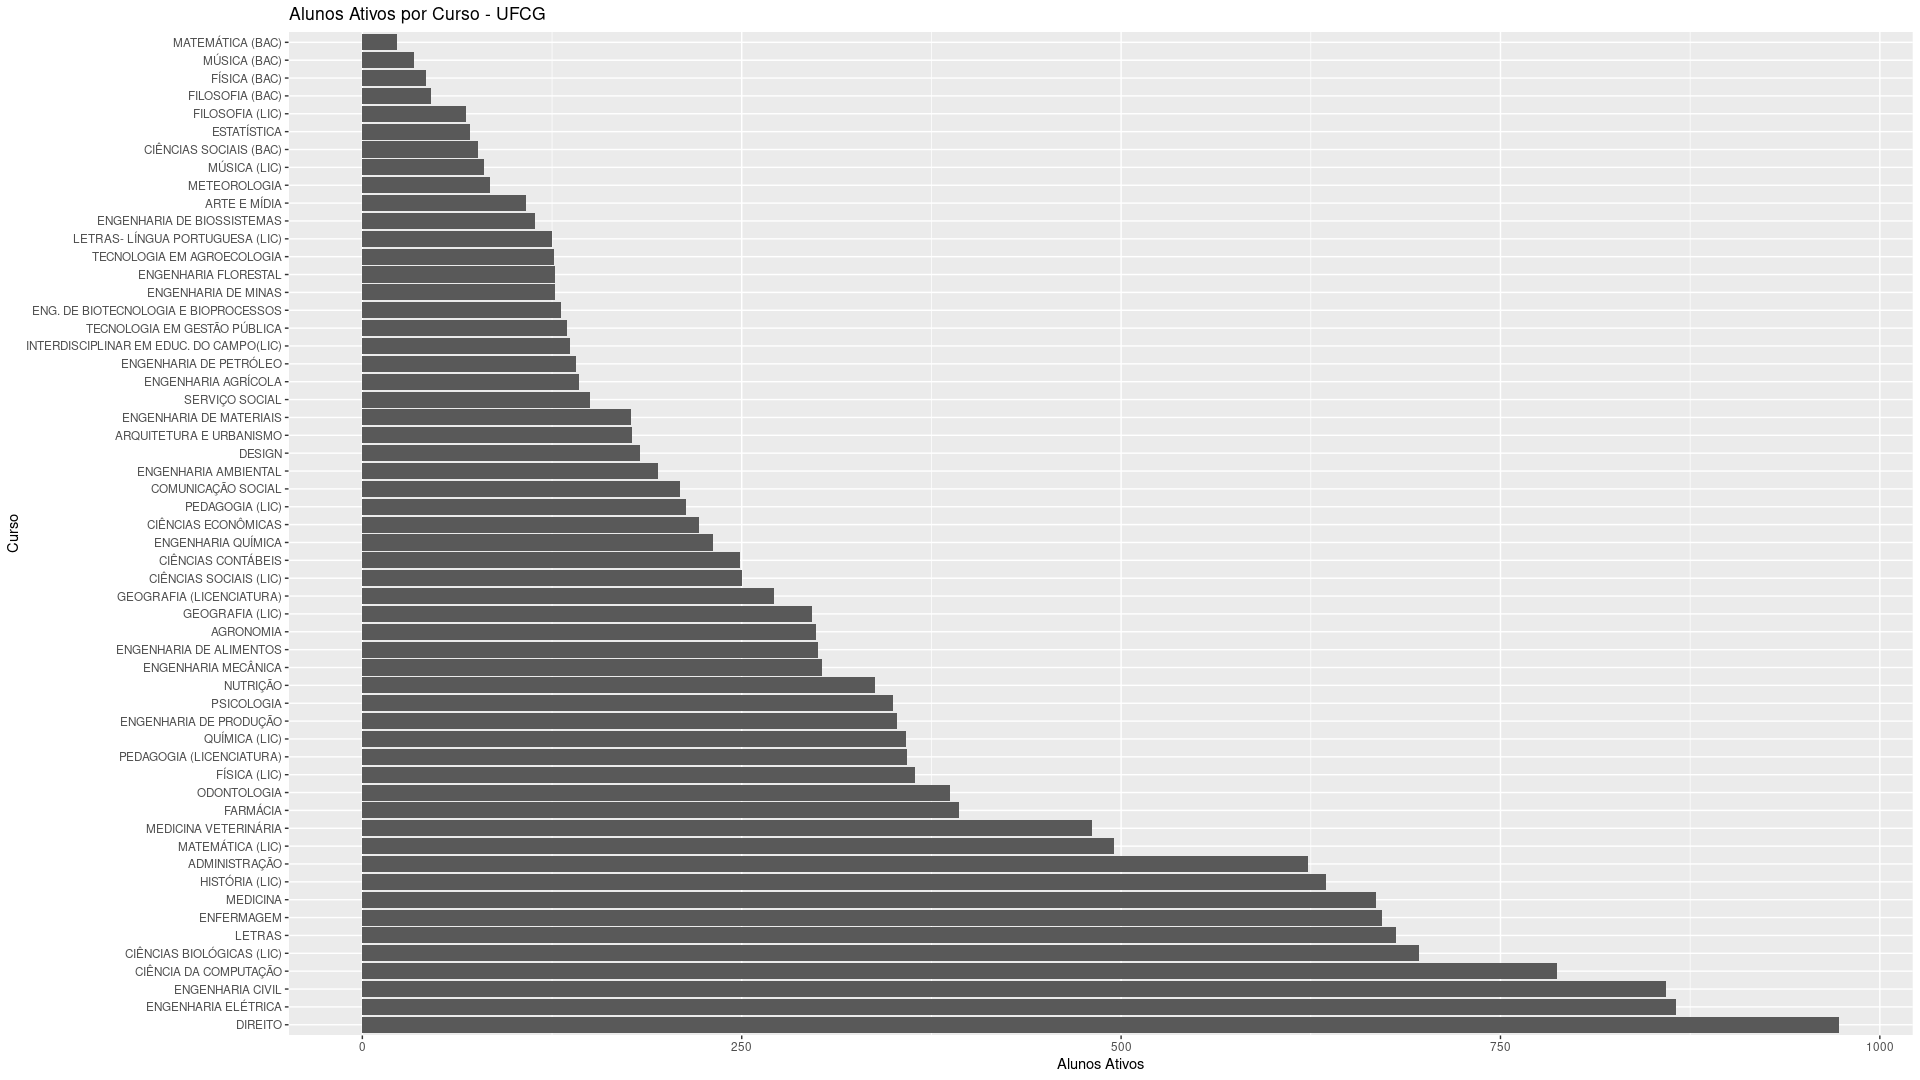 Alunos Ativos por Curso - UFCG
Curso
MATEMÁTICA (BAC)
MÚSICA (BAC)
FÍSICA (BAC)
FILOSOFIA (BAC)
FILOSOFIA (LIC)
ESTATÍSTICA
CIÊNCIAS SOCIAIS (BAC)
MÚSICA (LIC)
METEOROLOGIA
ARTE E MÍDIA
ENGENHARIA DE BIOSSISTEMAS
LETRAS- LÍNGUA PORTUGUESA (LIC)
TECNOLOGIA EM AGROECOLOGIA
ENGENHARIA FLORESTAL
ENGENHARIA DE MINAS
ENG. DE BIOTECNOLOGIA E BIOPROCESSOS
TECNOLOGIA EM GESTÃO PÚBLICA
INTERDISCIPLINAR EM EDUC. DO CAMPO(LIC)
ENGENHARIA DE PETRÓLEO
ENGENHARIA AGRÍCOLA
SERVIÇO SOCIAL
ENGENHARIA DE MATERIAIS
ARQUITETURA E URBANISMO
DESIGN
ENGENHARIA AMBIENTAL
COMUNICAÇÃO SOCIAL
PEDAGOGIA (LIC)
CIÊNCIAS ECONÔMICAS
ENGENHARIA QUÍMICA
CIÊNCIAS CONTÁBEIS
CIÊNCIAS SOCIAIS (LIC)
GEOGRAFIA (LICENCIATURA)
GEOGRAFIA (LIC)
AGRONOMIA
ENGENHARIA DE ALIMENTOS
ENGENHARIA MECÂNICA
NUTRIÇÃO
PSICOLOGIA
ENGENHARIA DE PRODUÇÃO
QUÍMICA (LIC)
PEDAGOGIA (LICENCIATURA)
FÍSICA (LIC)
ODONTOLOGIA
FARMÁCIA
MEDICINA VETERINÁRIA
MATEMÁTICA (LIC)
ADMINISTRAÇÃO
HISTÓRIA (LIC)
MEDICINA
ENFERMAGEM
LETRAS
CIÊNCIAS BIOLÓGICAS (LIC)
CIÊNCIA DA COMPUTAÇÃO
ENGENHARIA CIVIL
ENGENHARIA ELÉTRICA
DIREITO
0 250 500 750 1000
Alunos Ativos